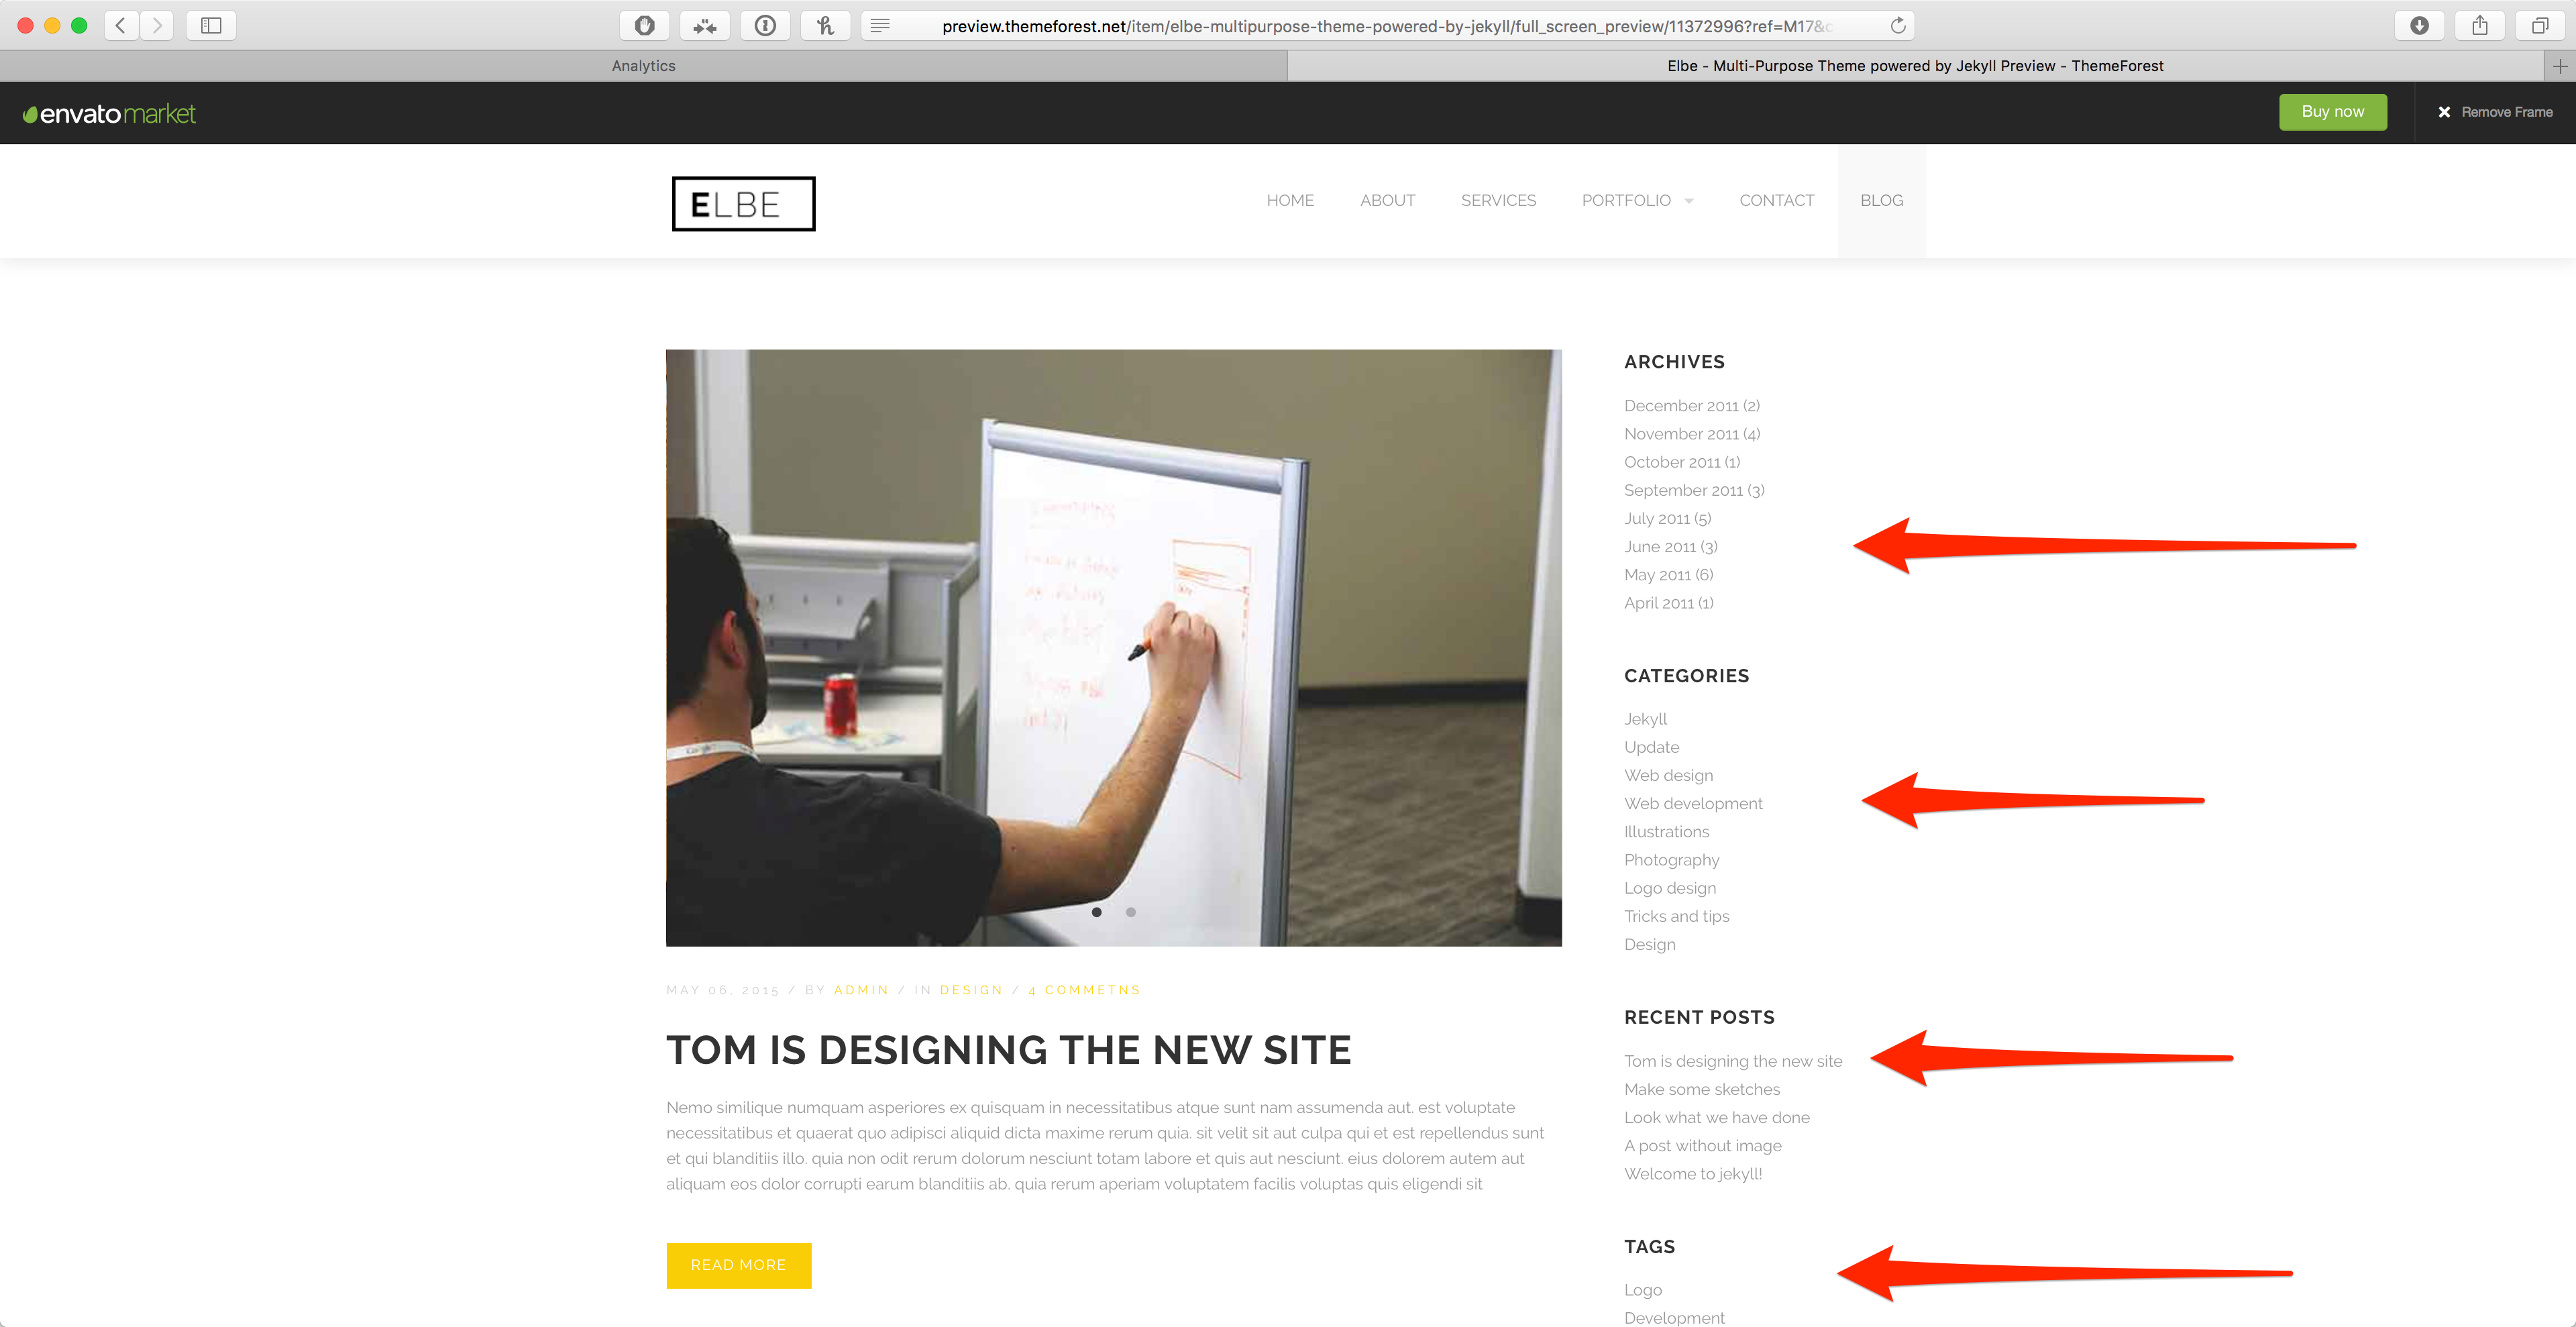 preview.themeforest.net/item/elbe-multipurpose-theme-powered-by-jekyll/full_screen_preview/11372996?ref=M17&c
Analytics
Elbe - Multi-Purpose Theme powered by Jekyll Preview - ThemeForest
envatomarket
Buy now
Remove Frame
ELBE
HOME
ABOUT
SERVICES
PORTFOLIO
CONTACT
BLOG
MAY 06, 2015 / BY ADMIN / IN DESIGN / 4 COMMETNS
TOM IS DESIGNING THE NEW SITE
Nemo similique numquam asperiores ex quisquam in necessitatibus atque sunt nam assumenda aut. est voluptate
necessitatibus et quaerat quo adipisci aliquid dicta maxime rerum quia. sit velit sit aut culpa qui et est repellendus sunt
et qui blanditiis illo. quia non odit rerum dolorum nesciunt totam labore et quis aut nesciunt. eius dolorem autem aut
aliquam eos dolor corrupti earum blanditiis ab. quia rerum aperiam voluptatem facilis voluptas quis eligendi sit
READ MORE
ARCHIVES
December 2011 (2)
November 2011 (4)
October 2011 (1)
September 2011 (3)
July 2011 (5)
June 2011 (3)
May 2011 (6)
April 2011 (1)
CATEGORIES
Jekyll
Update
Web design
Web development
Illustrations
Photography
Logo design
Tricks and tips
Design
RECENT POSTS
Tom is designing the new site
Make some sketches
Look what we have done
A post without image
Welcome to jekyll!
TAGS
Logo
Development